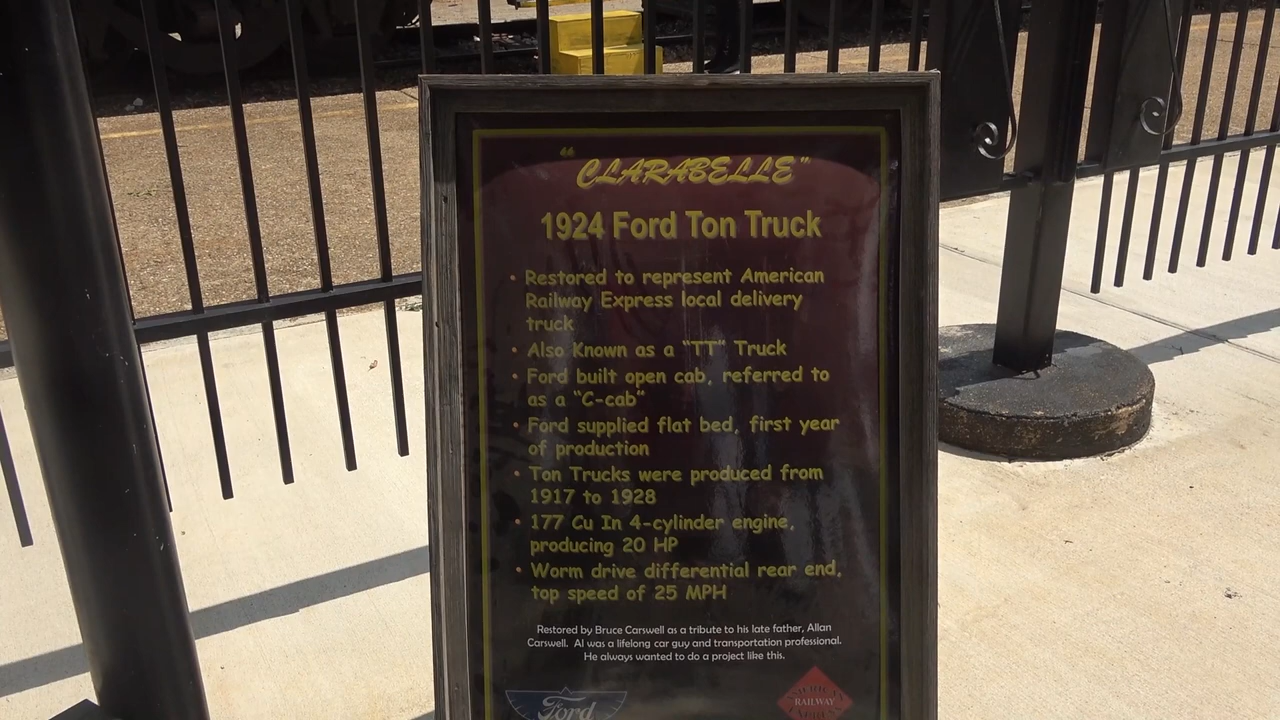 "CLARABELLE"
1924 Ford Ton Truck
• Restored to represent American
Railway Express local delivery
truck
• Also Known as a "TT" Truck
• Ford built open cab, referred to
as a "C-cab"
• Ford supplied flat bed, first year
of production
• Ton Trucks were produced from
1917 to 1928
• 177 Cu In 4-cylinder engine,
producing 20 HP
• Worm drive differential rear end,
top speed of 25 MPH
Restored by Bruce Carswell as a tribute to his late father, Allan
Carswell. Al was a lifelong car guy and transportation professional.
He always wanted to do a project like this.
Ford
AMERICAN
RAILWAY
EXPRESS